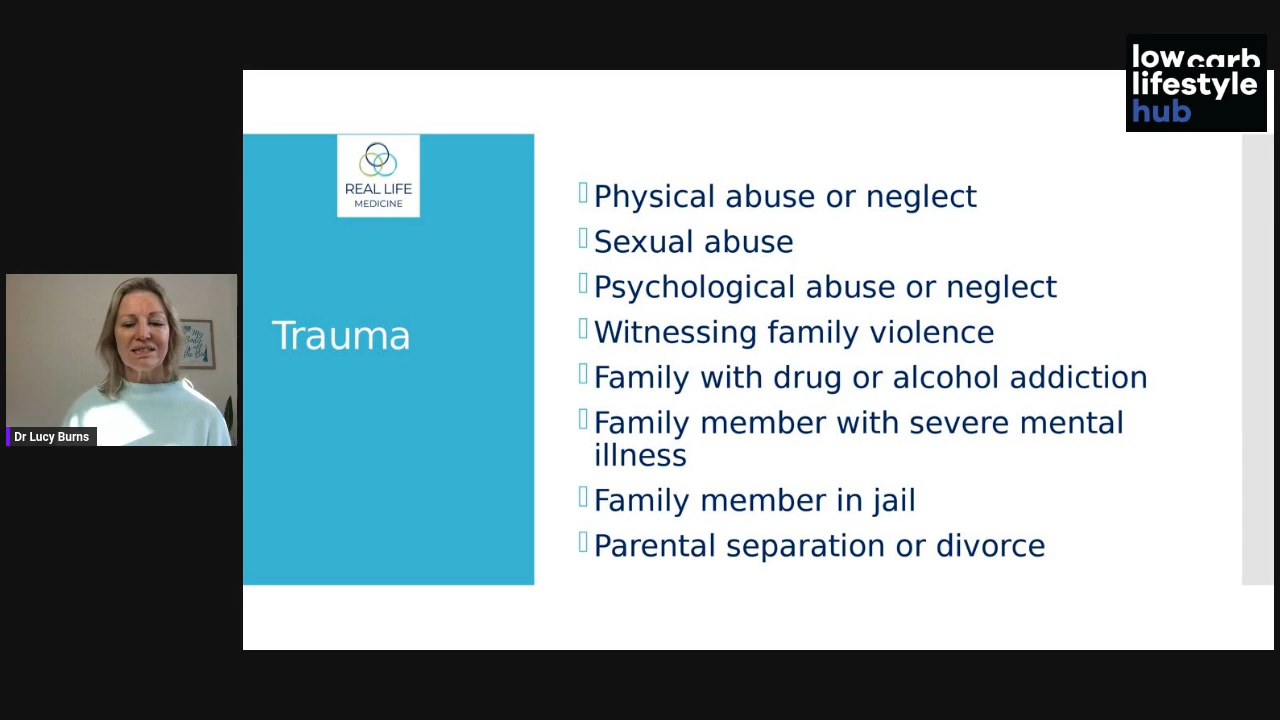 low carb
lifestyle
hub
REAL LIFE
MEDICINE
Trauma
Physical abuse or neglect
Sexual abuse
Psychological abuse or neglect
Witnessing family violence
Family with drug or alcohol addiction
Family member with severe mental
illness
Family member in jail
Parental separation or divorce
My
the
Dr Lucy Burns